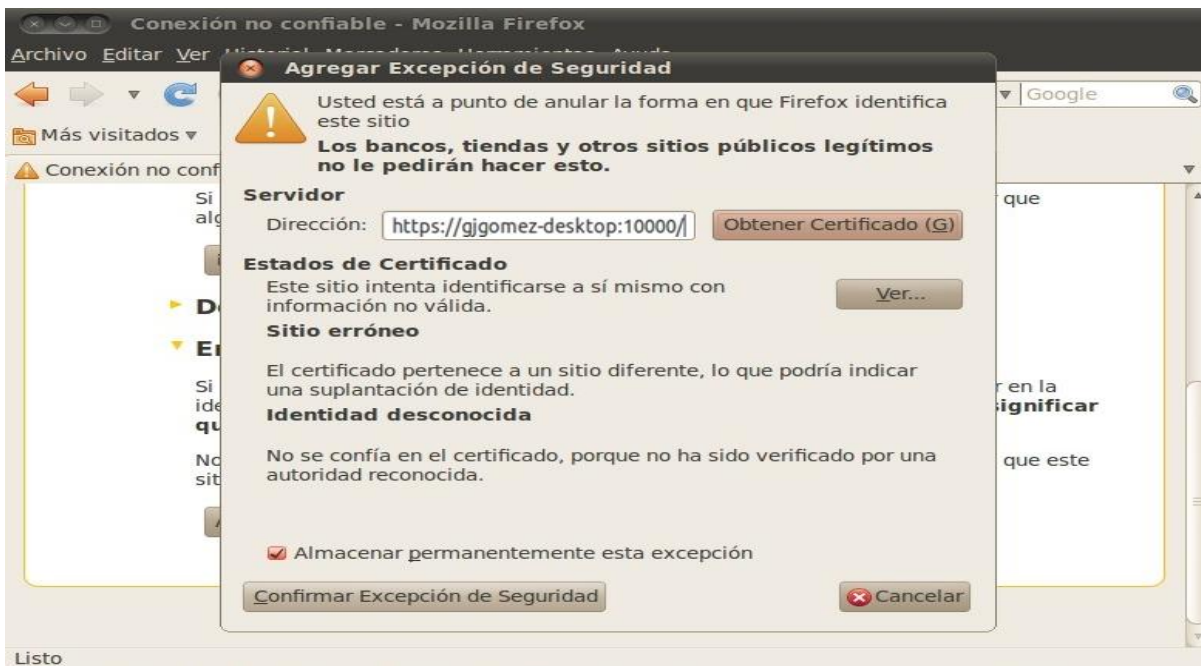 Conexión no confiable - Mozilla Firefox
Archivo Editar Ver
Agregar Excepción de Seguridad
Usted está a punto de anular la forma en que Firefox identifica
este sitio
Los bancos, tiendas y otros sitios públicos legítimos
no le pedirán hacer esto.
Google
Más visitados
Conexión no conf
Servidor
Dirección: https://gjgomez-desktop:10000/ Obtener Certificado (G)
Estados de Certificado
Este sitio intenta identificarse a sí mismo con
información no válida.
Ver...
Sitio erróneo
El certificado pertenece a un sitio diferente, lo que podría indicar
una suplantación de identidad.
Identidad desconocida
No se confía en el certificado, porque no ha sido verificado por una
autoridad reconocida.
Almacenar permanentemente esta excepción
Confirmar Excepción de Seguridad Cancelar
Si
que
Si
r en la
ide
significar
qu
No
que este
sit
Listo